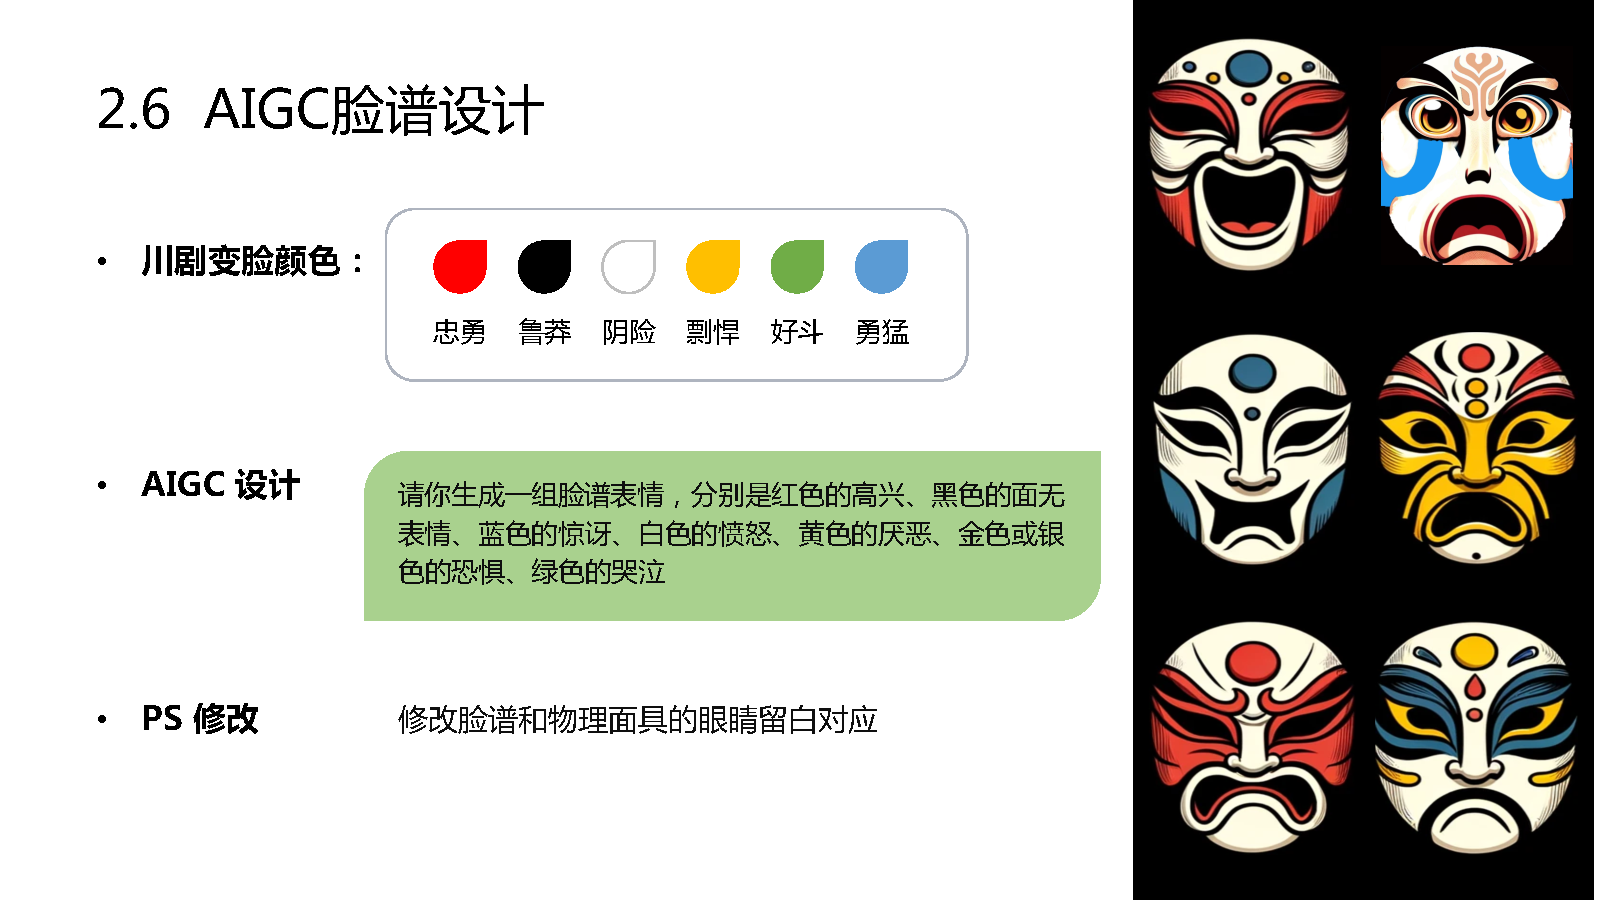 2.6 AIGC脸谱设计
• 川剧变脸颜色：
忠勇 鲁莽 阴险 剽悍 好斗 勇猛
• AIGC 设计
请你生成一组脸谱表情，分别是红色的高兴、黑色的面无
表情、蓝色的惊讶、白色的愤怒、黄色的厌恶、金色或银
色的恐惧、绿色的哭泣
• PS 修改
修改脸谱和物理面具的眼睛留白对应